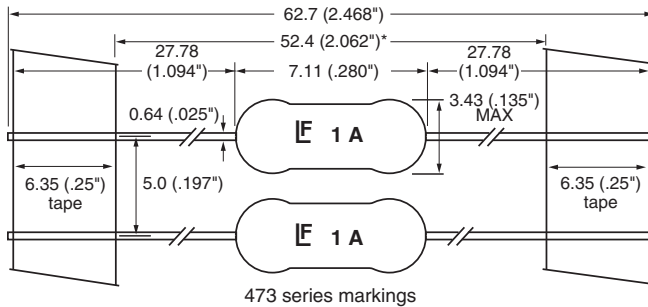 62.7 (2.468")
52.4 (2.062")*
27.78
(1.094")
7.11 (.280")
27.78
(1.094")
0.64 (.025")
3.43 (.135")
MAX
LF 1 A
6.35 (.25")
tape
5.0 (.197")
6.35 (.25")
tape
LF 1 A
473 series markings